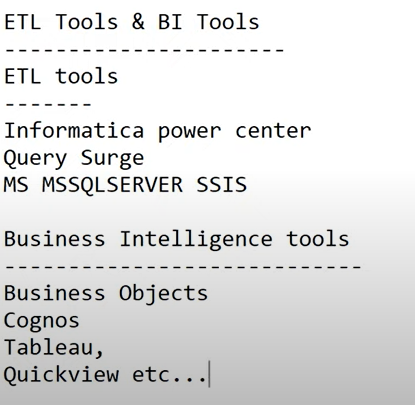 ETL Tools & BI Tools
----------------------
ETL tools
-------
Informatica power center
Query Surge
MS MSSQLSERVER SSIS
Business Intelligence tools
----------------------------
Business Objects
Cognos
Tableau,
Quickview etc...